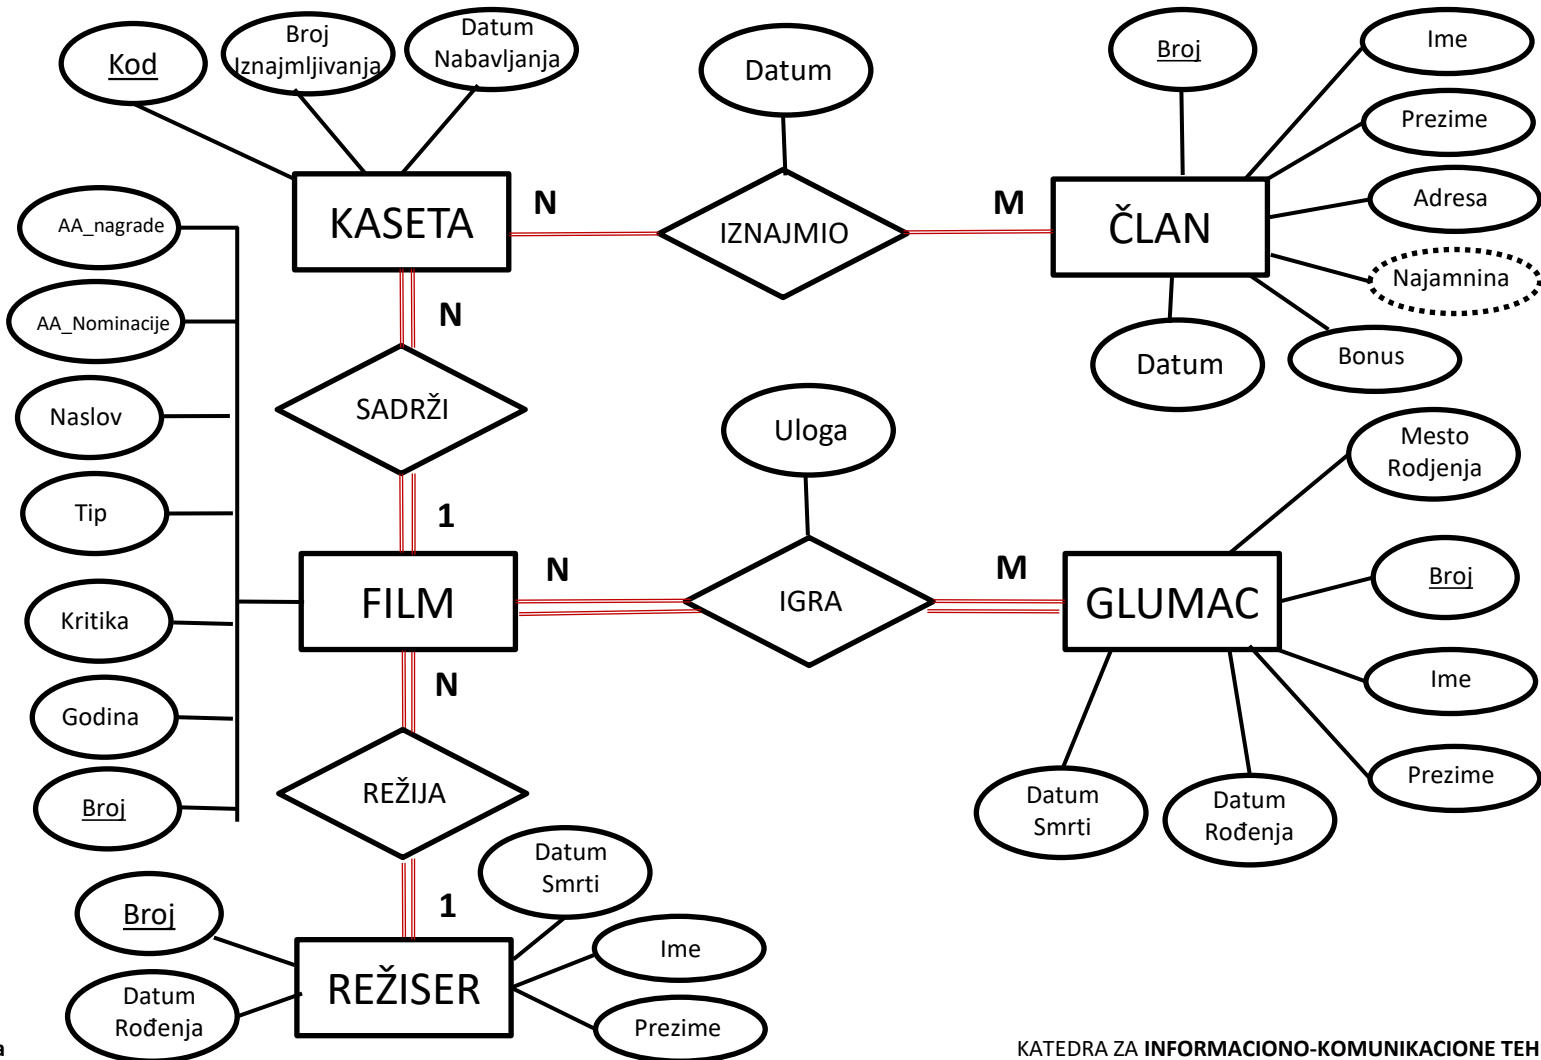 Kod
Broj
Iznajmljivanja
Datum
Nabavljanja
Datum
Broj
Ime
Prezime
Adresa
Najamnina
Bonus
Datum
KASETA
N
IZNAJMIO
M
ČLAN
AA_nagrade
AA_Nominacije
Naslov
Tip
Kritika
Godina
Broj
N
SADRŽI
1
Uloga
FILM
N
IGRA
M
GLUMAC
Mesto
Rodjenja
Broj
Ime
Prezime
Datum
Smrti
Datum
Rođenja
N
REŽIJA
1
Datum
Smrti
Broj
Ime
REŽISER
Datum
Rođenja
Prezime
a
KATEDRA ZA INFORMACIONO-KOMUNIKACIONE TEH